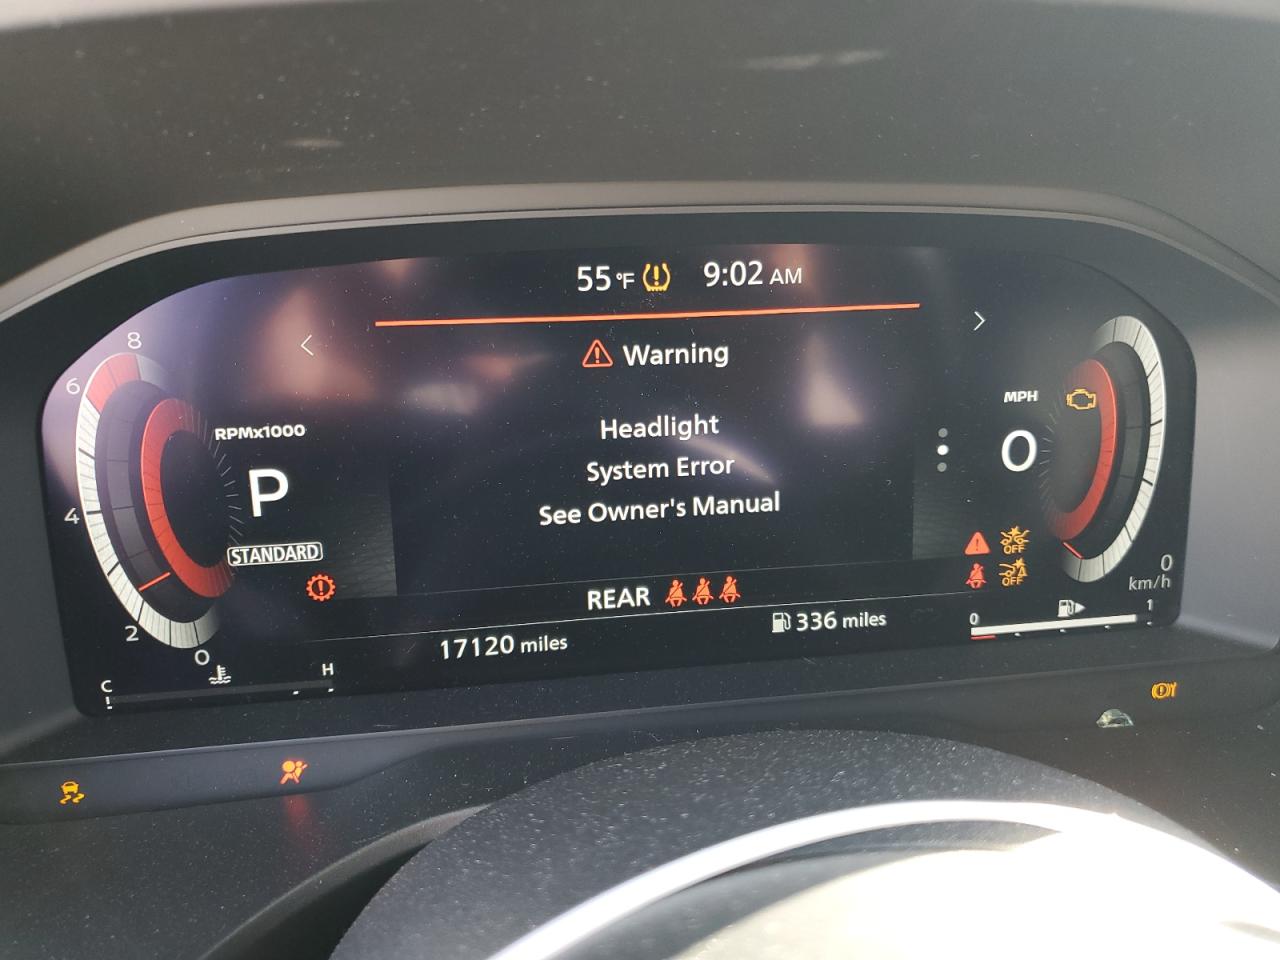 55 °F 9:02 AM
Warning
Headlight
System Error
See Owner's Manual
8
6
4
2
0
RPMx1000
P
STANDARD
MPH
0
OFF
OFF
0
km/h
REAR
17120 miles
336 miles
0 1
C H